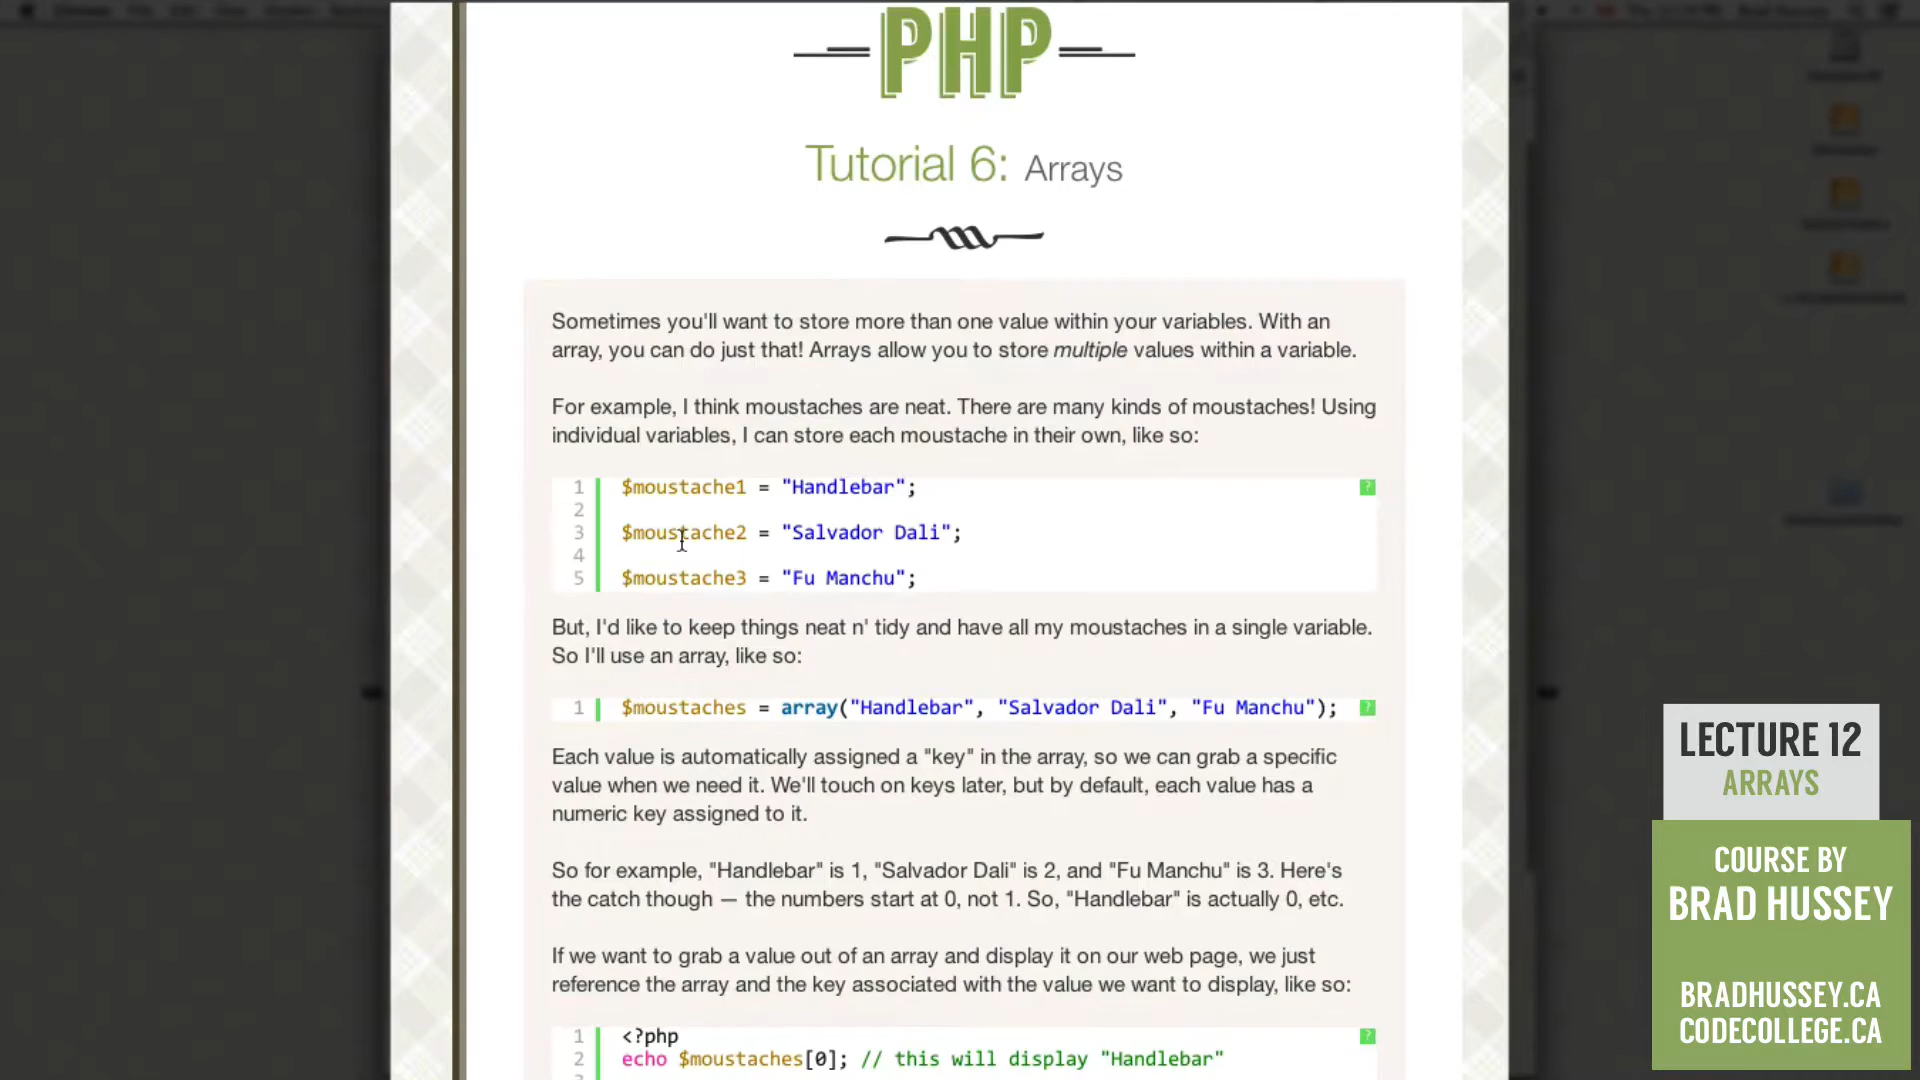 PHP
Tutorial 6: Arrays
Sometimes you'll want to store more than one value within your variables. With an
array, you can do just that! Arrays allow you to store multiple values within a variable.
For example, I think moustaches are neat. There are many kinds of moustaches! Using
individual variables, I can store each moustache in their own, like so:
1 $moustache1 = "Handlebar"; ?
2
3 $moustache2 = "Salvador Dali";
4
5 $moustache3 = "Fu Manchu";
But, I'd like to keep things neat n' tidy and have all my moustaches in a single variable.
So I'll use an array, like so:
1 $moustaches = array("Handlebar", "Salvador Dali", "Fu Manchu"); ?
Each value is automatically assigned a "key" in the array, so we can grab a specific
value when we need it. We'll touch on keys later, but by default, each value has a
numeric key assigned to it.
So for example, "Handlebar" is 1, "Salvador Dali" is 2, and "Fu Manchu" is 3. Here's
the catch though — the numbers start at 0, not 1. So, "Handlebar" is actually 0, etc.
If we want to grab a value out of an array and display it on our web page, we just
reference the array and the key associated with the value we want to display, like so:
1 <?php ?
2 echo $moustaches[0]; // this will display "Handlebar"
LECTURE 12
ARRAYS
COURSE BY
BRAD HUSSEY
BRADHUSSEY.CA
CODECOLLEGE.CA